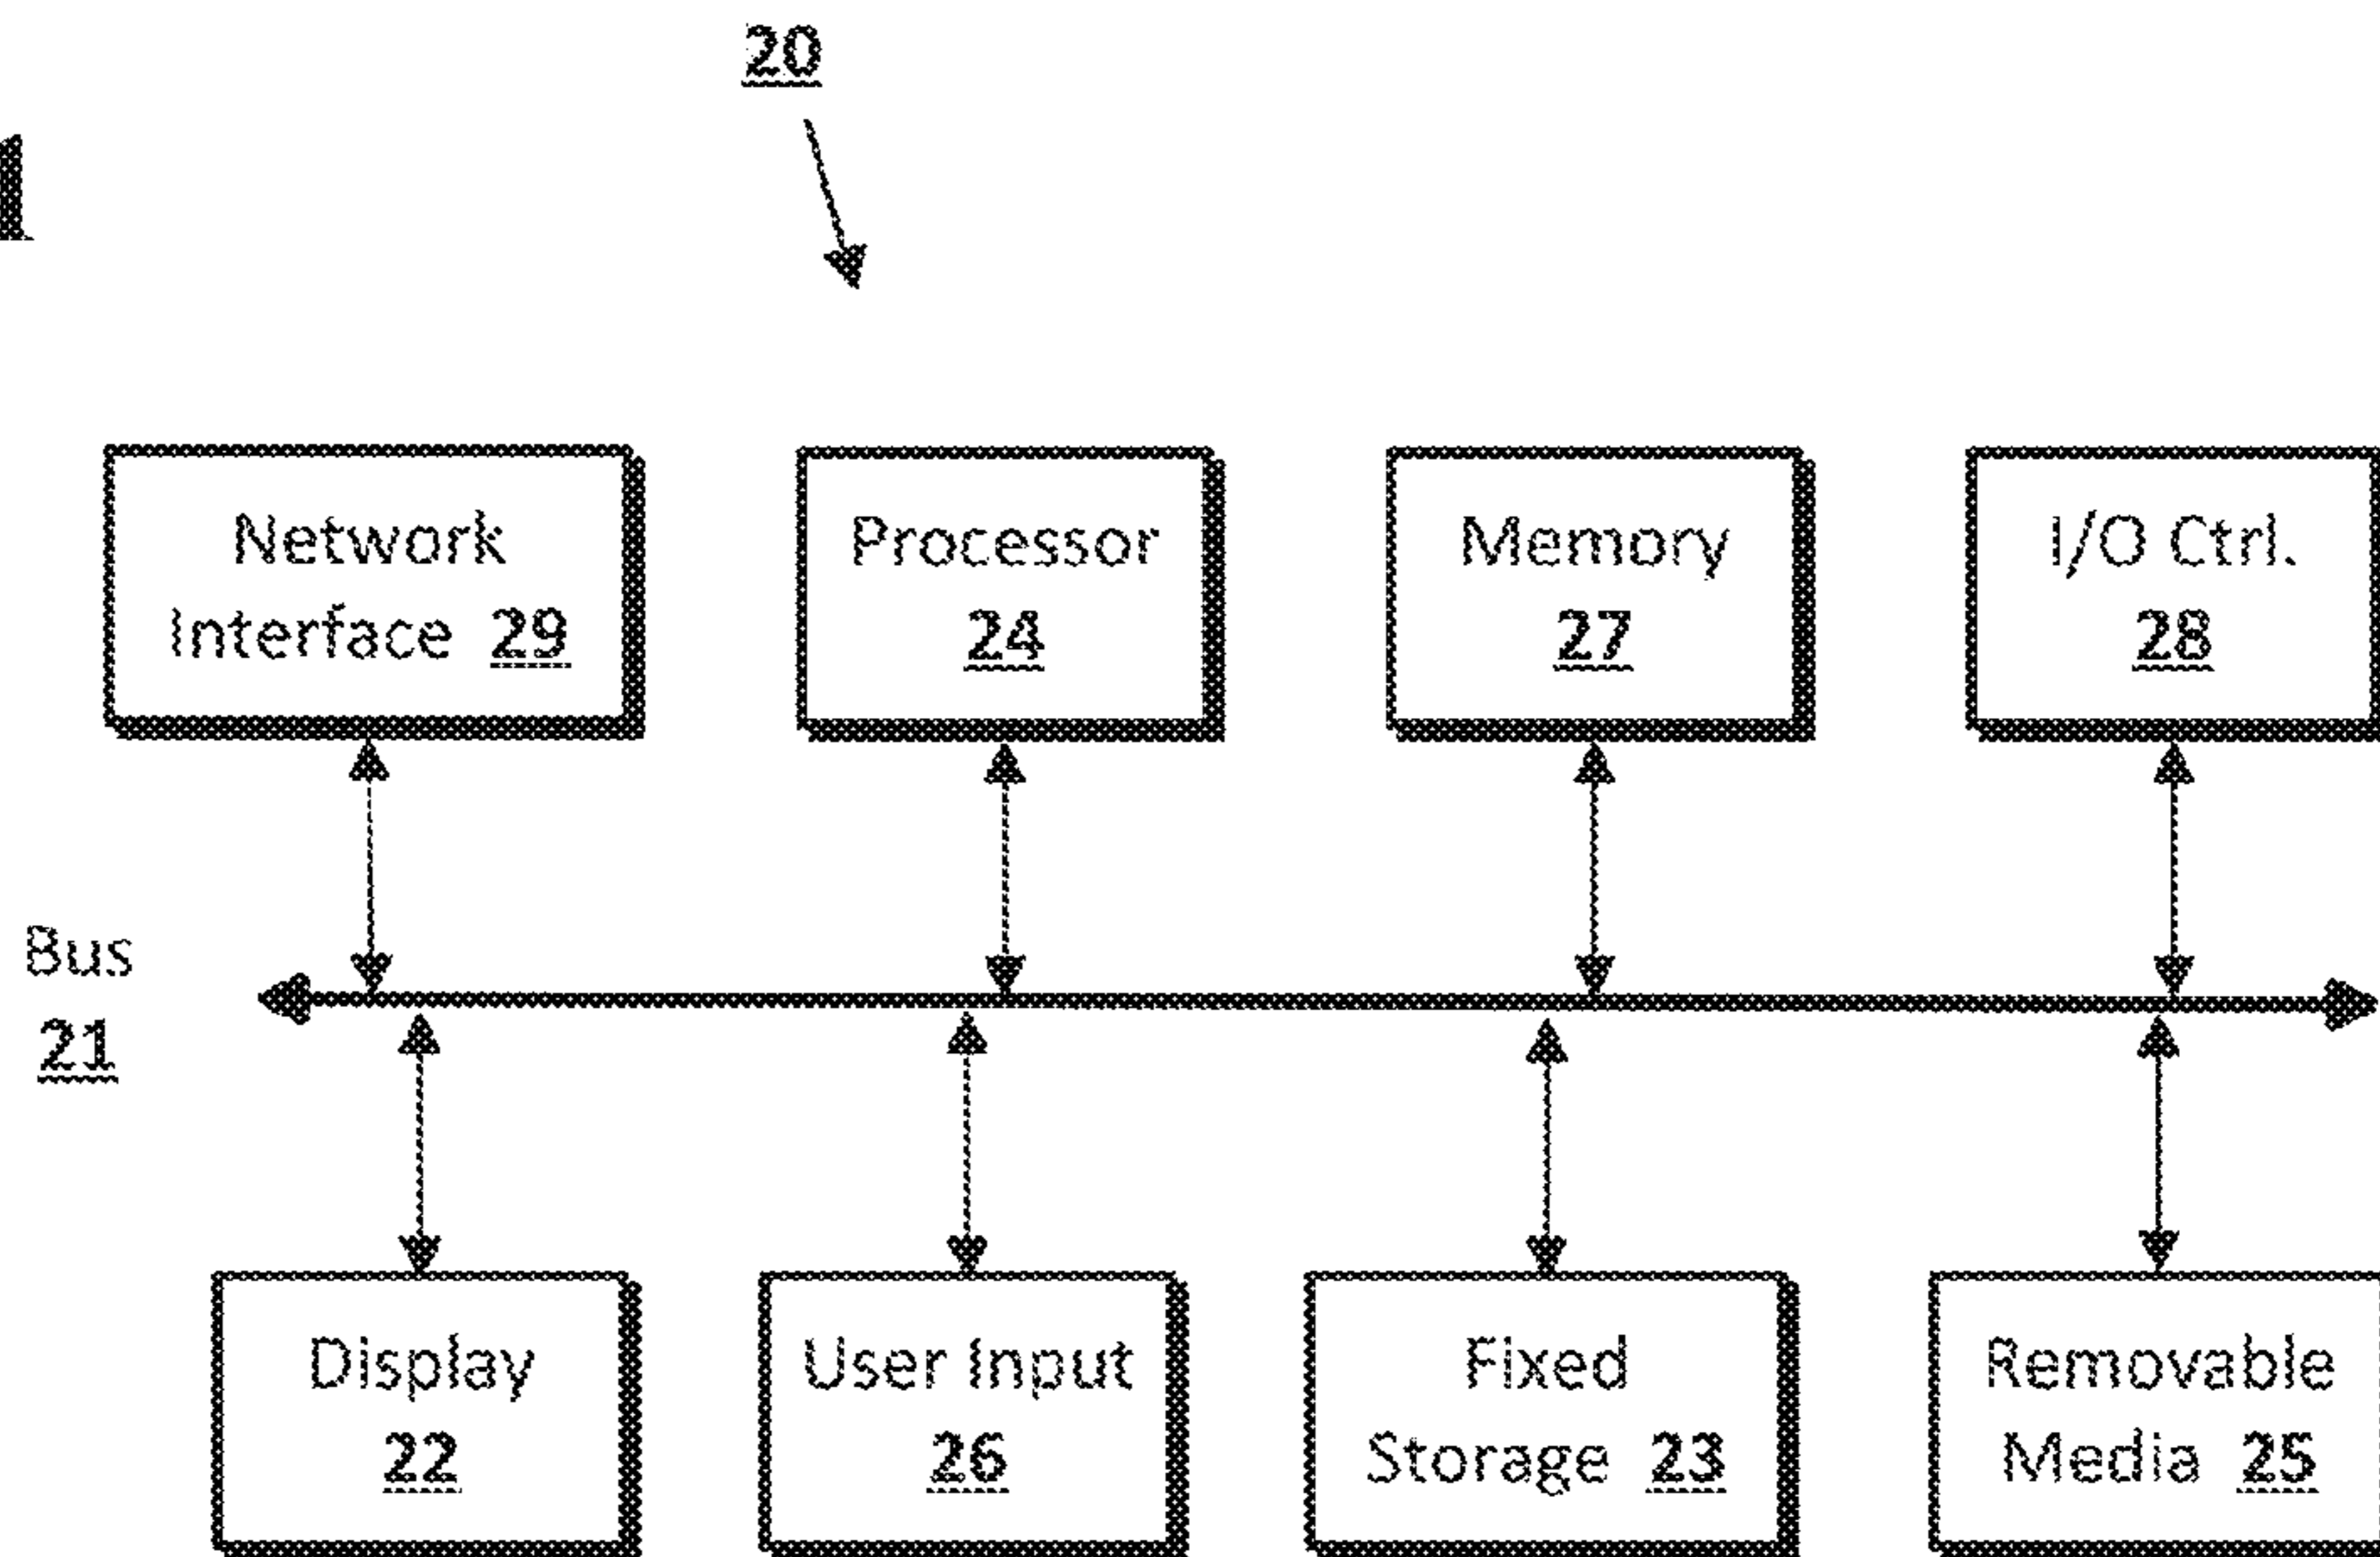 20
1
Network
Interface 29
Processor
24
Memory
27
I/O Ctrl.
28
Bus
21
Display
22
User Input
26
Fixed
Storage 23
Removable
Media 25